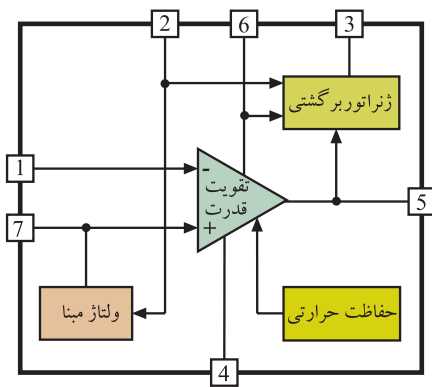 2
6
3
ژنراتور برگشتی
1
-
تقویت
قدرت
+
7
5
ولتاژ مبنا
حفاظت حرارتی
4